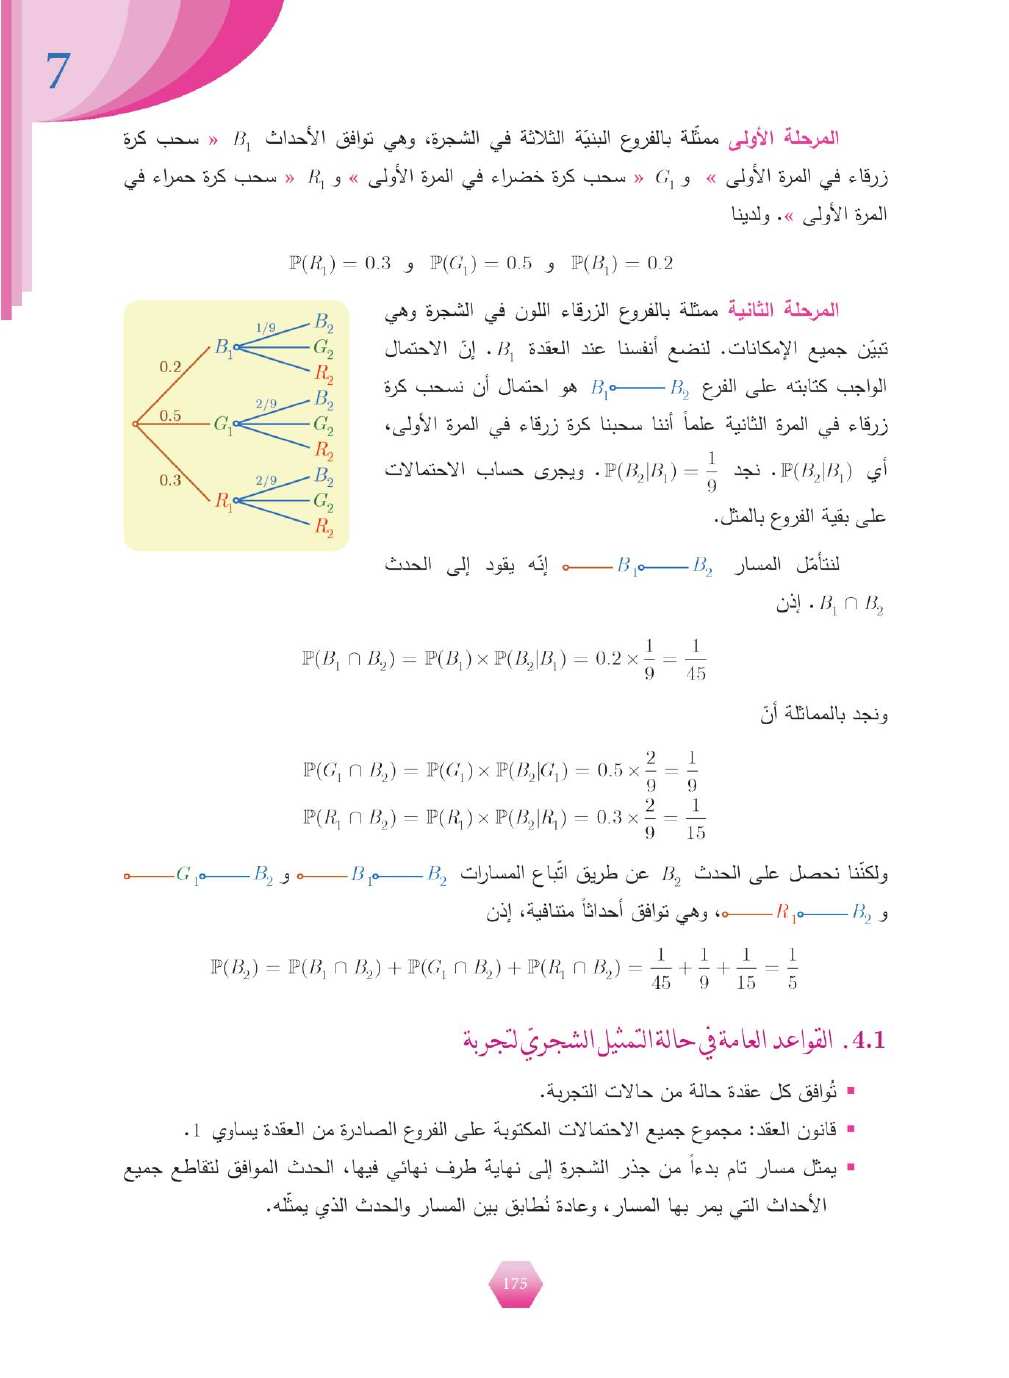 7
المرحلة الأولى ممثّلة بالفروع البنيّة الثلاثة في الشجرة، وهي توافق الأحداث B₁ « سحب كرة
زرقاء في المرة الأولى » و G₁ « سحب كرة خضراء في المرة الأولى » و R₁ « سحب كرة حمراء في
المرة الأولى ». ولدينا
ℙ(R₁) = 0.3 و ℙ(G₁) = 0.5 و ℙ(B₁) = 0.2
المرحلة الثانية ممثلة بالفروع الزرقاء اللون في الشجرة وهي
تبيّن جميع الإمكانات. لنضع أنفسنا عند العقدة B₁. إنّ الاحتمال
الواجب كتابته على الفرع B₁ B₂ هو احتمال أن نسحب كرة
زرقاء في المرة الثانية علماً أننا سحبنا كرة زرقاء في المرة الأولى،
أي ℙ(B₂|B₁). نجد ℙ(B₂|B₁) = 1/9. ويجرى حساب الاحتمالات
على بقية الفروع بالمثل.
0.2 B₁ 1/9 B₂ G₂ R₂
0.5 G₁ 2/9 B₂ G₂ R₂
0.3 R₁ 2/9 B₂ G₂ R₂
لنتأمّل المسار B₁ B₂ إنّه يقود إلى الحدث
B₁ ∩ B₂. إذن
ℙ(B₁ ∩ B₂) = ℙ(B₁) × ℙ(B₂|B₁) = 0.2 × 1/9 = 1/45
ونجد بالمماثلة أنّ
ℙ(G₁ ∩ B₂) = ℙ(G₁) × ℙ(B₂|G₁) = 0.5 × 2/9 = 1/9
ℙ(R₁ ∩ B₂) = ℙ(R₁) × ℙ(B₂|R₁) = 0.3 × 2/9 = 1/15
ولكنّنا نحصل على الحدث B₂ عن طريق اتّباع المسارات B₁ B₂ و G₁ B₂
و R₁ B₂، وهي توافق أحداثاً متنافية، إذن
ℙ(B₂) = ℙ(B₁ ∩ B₂) + ℙ(G₁ ∩ B₂) + ℙ(R₁ ∩ B₂) = 1/45 + 1/9 + 1/15 = 1/5
4.1. القواعد العامة في حالة التمثيل الشجريّ لتجربة
▪ تُوافق كل عقدة حالة من حالات التجربة.
▪ قانون العقد: مجموع جميع الاحتمالات المكتوبة على الفروع الصادرة من العقدة يساوي 1.
▪ يمثل مسار تام بدءاً من جذر الشجرة إلى نهاية طرف نهائي فيها، الحدث الموافق لتقاطع جميع
الأحداث التي يمر بها المسار، وعادة نُطابق بين المسار والحدث الذي يمثّله.
175